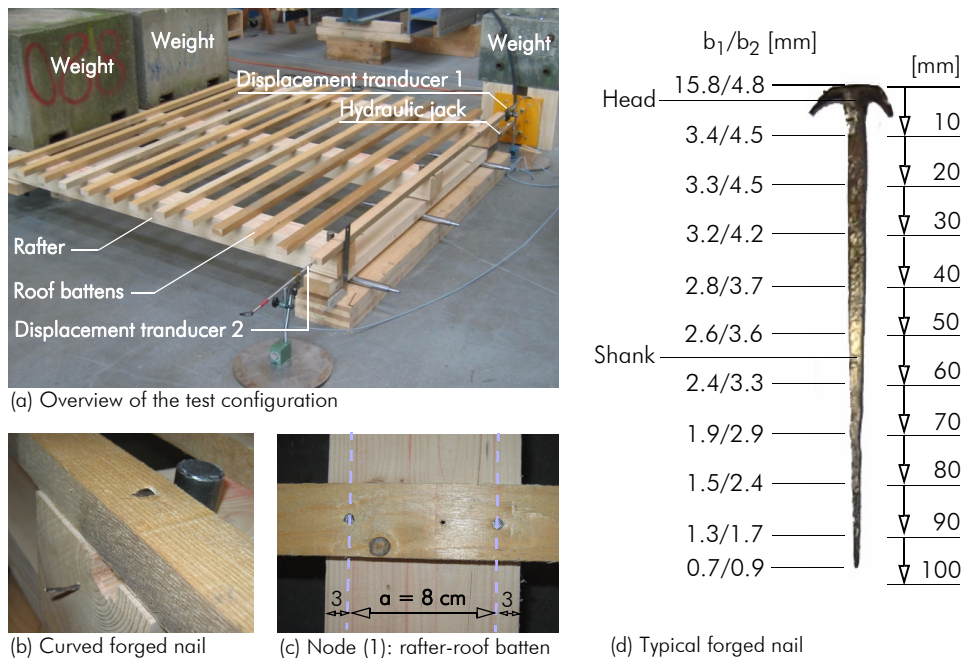 Weight
Weight
Weight
Displacement tranducer 1
Hydraulic jack
Rafter
Roof battens
Displacement tranducer 2
(a) Overview of the test configuration
3
a = 8 cm
3
(b) Curved forged nail
(c) Node (1): rafter-roof batten
b1/b2 [mm]
[mm]
15.8/4.8
Head
10
3.4/4.5
20
3.3/4.5
30
3.2/4.2
40
2.8/3.7
50
2.6/3.6
Shank
60
2.4/3.3
70
1.9/2.9
80
1.5/2.4
90
1.3/1.7
0.7/0.9
100
(d) Typical forged nail